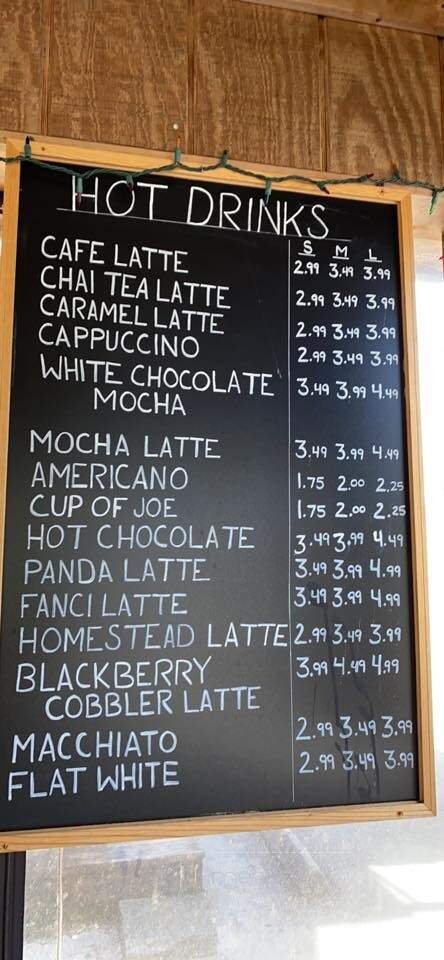 HOT DRINKS
S M L
CAFE LATTE 2.99 3.49 3.99
CHAI TEA LATTE 2.99 3.49 3.99
CARAMEL LATTE 2.99 3.49 3.99
CAPPUCCINO 2.99 3.49 3.99
WHITE CHOCOLATE 3.49 3.99 4.49
MOCHA
MOCHA LATTE 3.49 3.99 4.49
AMERICANO 1.75 2.00 2.25
CUP OF JOE 1.75 2.00 2.25
HOT CHOCOLATE 3.49 3.99 4.49
PANDA LATTE 3.49 3.99 4.99
FANCI LATTE 3.49 3.99 4.99
HOMESTEAD LATTE 2.99 3.49 3.99
BLACKBERRY 3.99 4.49 4.99
COBBLER LATTE
MACCHIATO 2.99 3.49 3.99
FLAT WHITE 2.99 3.49 3.99